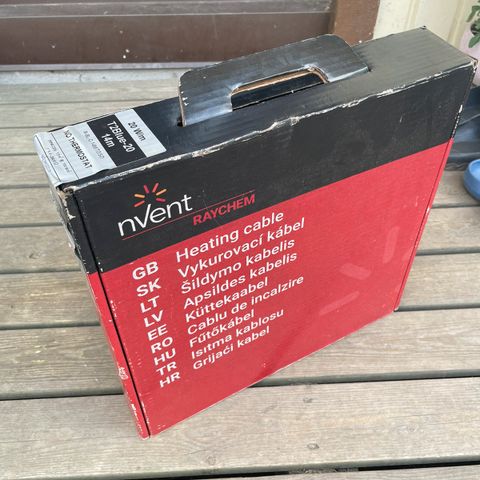 20 W/m
T2Blue-20
14m
NO THERMOSTAT
nvent
RAYCHEM
GB Heating cable
SK Vykurovací kábel
LT Šildymo kabelis
LV Apsildes kabelis
EE Küttekaabel
RO Cablu de incalzire
HU Fűtőkábel
TR Isıtma kablosu
HR Grijaći kabel